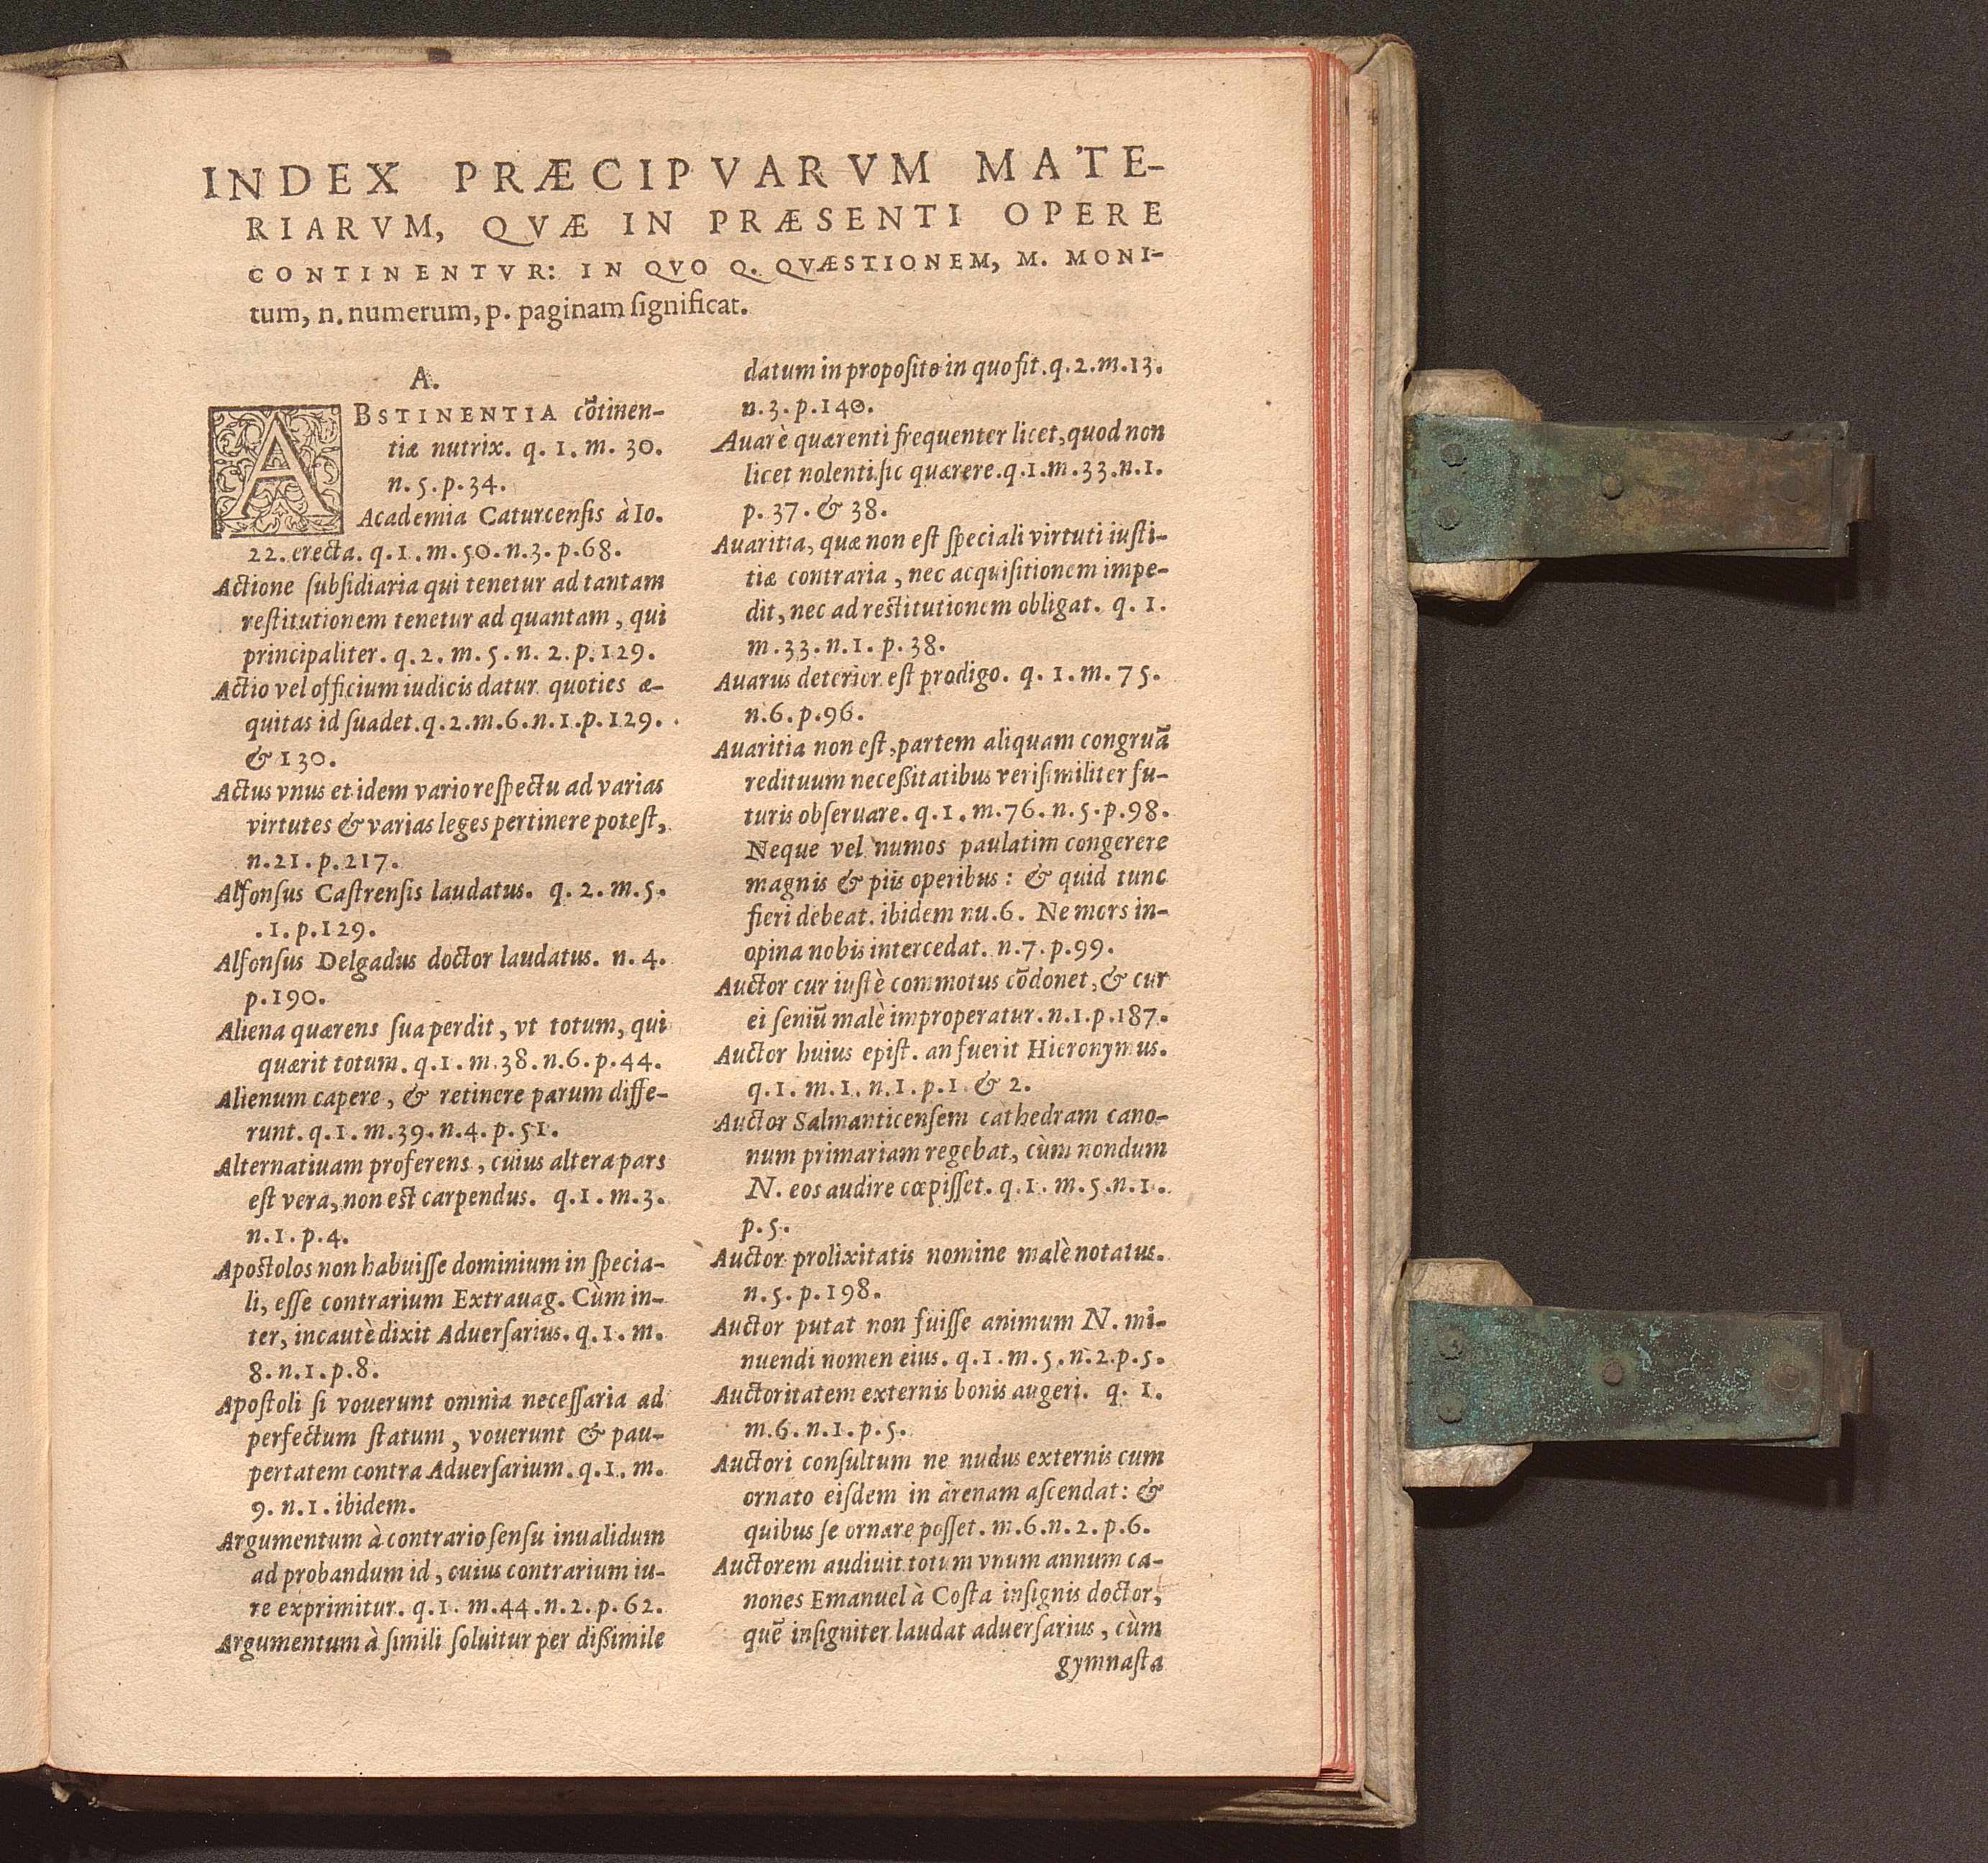 INDEX PRÆCIPVARVM MATE-
RIARVM, QVÆ IN PRÆSENTI OPERE
CONTINENTVR: IN QVO Q. QVÆSTIONEM, M. MONI-
tum, n. numerum, p. paginam ſignificat.
A.
ABSTINENTIA cōtinen-
tiæ nutrix. q. 1. m. 30.
n. 5. p. 34.
Academia Caturcenſis à Io.
22. erecta. q. 1. m. 50. n. 3. p. 68.
Actione ſubſidiaria qui tenetur ad tantam
reſtitutionem tenetur ad quantam, qui
principaliter. q. 2. m. 5. n. 2. p. 129.
Actio vel officium iudicis datur quoties æ-
quitas id ſuadet. q. 2. m. 6. n. 1. p. 129.
& 130.
Actus vnus et idem vario reſpectu ad varias
virtutes & varias leges pertinere poteſt,
n. 21. p. 217.
Alfonſus Caſtrenſis laudatus. q. 2. m. 5.
. 1. p. 129.
Alfonſus Delgadus doctor laudatus. n. 4.
p. 190.
Aliena quærens ſua perdit, vt totum, qui
quærit totum. q. 1. m. 38. n. 6. p. 44.
Alienum capere, & retinere parum diffe-
runt. q. 1. m. 39. n. 4. p. 51.
Alternatiuam proferens, cuius altera pars
eſt vera, non eſt carpendus. q. 1. m. 3.
n. 1. p. 4.
Apoſtolos non habuiſſe dominium in ſpecia-
li, eſſe contrarium Extrauag. Cùm in-
ter, incautè dixit Aduerſarius. q. 1. m.
8. n. 1. p. 8.
Apoſtoli ſi vouerunt omnia neceſſaria ad
perfectum ſtatum, vouerunt & pau-
pertatem contra Aduerſarium. q. 1. m.
9. n. 1. ibidem.
Argumentum à contrario ſenſu inualidum
ad probandum id, cuius contrarium iu-
re exprimitur. q. 1. m. 44. n. 2. p. 62.
Argumentum à ſimili ſoluitur per dißimile
datum in propoſito in quo ſit. q. 2. m. 13.
n. 3. p. 140.
Auarè quærenti frequenter licet, quod non
licet nolenti ſic quærere. q. 1. m. 33. n. 1.
p. 37. & 38.
Auaritia, quæ non eſt ſpeciali virtuti iuſti-
tiæ contraria, nec acquiſitionem impe-
dit, nec ad reſtitutionem obligat. q. 1.
m. 33. n. 1. p. 38.
Auarus deterior eſt prodigo. q. 1. m. 75.
n. 6. p. 96.
Auaritia non eſt, partem aliquam congruā
redituum neceßitatibus veriſimiliter fu-
turis obſeruare. q. 1. m. 76. n. 5. p. 98.
Neque vel numos paulatim congerere
magnis & piis operibus: & quid tunc
fieri debeat. ibidem nu. 6. Ne mors in-
opina nobis intercedat. n. 7. p. 99.
Auctor cur iuſtè commotus cōdonet, & cur
ei ſeniū malè improperatur. n. 1. p. 187.
Auctor huius epiſt. an fuerit Hieronymus.
q. 1. m. 1. n. 1. p. 1. & 2.
Auctor Salmanticenſem cathedram cano-
num primariam regebat, cùm nondum
N. eos audire cœpiſſet. q. 1. m. 5. n. 1.
p. 5.
Auctor prolixitatis nomine malè notatus.
n. 5. p. 198.
Auctor putat non fuiſſe animum N. mi-
nuendi nomen eius. q. 1. m. 5. n. 2. p. 5.
Auctoritatem externis bonis augeri. q. 1.
m. 6. n. 1. p. 5.
Auctori conſultum ne nudus externis cum
ornato eiſdem in arenam aſcendat: &
quibus ſe ornare poſſet. m. 6. n. 2. p. 6.
Auctorem audiuit totum vnum annum ca-
nones Emanuel à Coſta inſignis doctor,
quē inſigniter laudat aduerſarius, cùm
gymnaſta